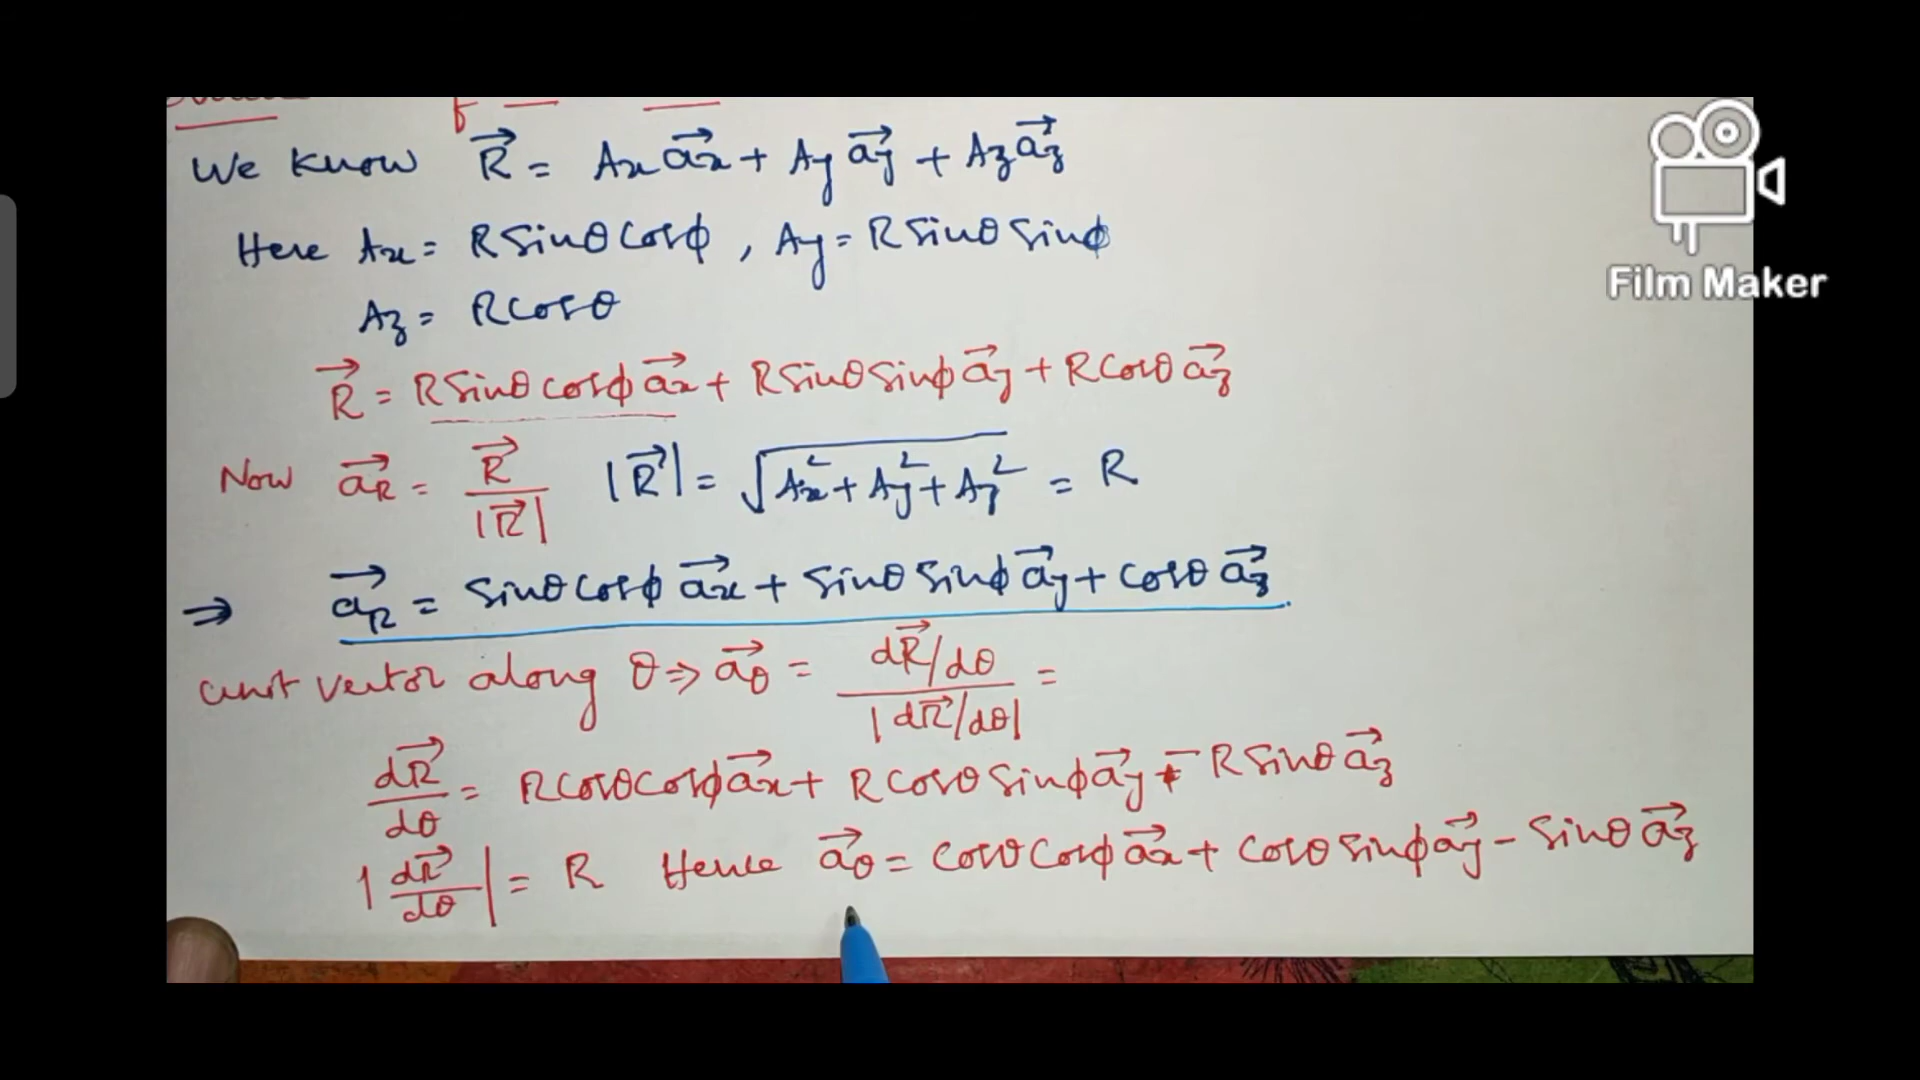 We know R⃗ = Ax a⃗x + Ay a⃗y + Az a⃗z
Here Ax = R Sinθ cosϕ , Ay = R sinθ sinϕ
Az = R cosθ
R⃗ = R sinθ cosϕ a⃗x + R sinθ sinϕ a⃗y + R cosθ a⃗z
Now a⃗R = R⃗ / |R⃗| |R⃗| = √(Ax² + Ay² + Az²) = R
⇒ a⃗R = sinθ cosϕ a⃗x + sinθ sinϕ a⃗y + cosθ a⃗z
unit vector along θ ⇒ a⃗θ = (dR⃗/dθ) / |dR⃗/dθ| =
dR⃗/dθ = R cosθ cosϕ a⃗x + R cosθ sinϕ a⃗y - R sinθ a⃗z
|dR⃗/dθ| = R Hence a⃗θ = cosθ cosϕ a⃗x + cosθ sinϕ a⃗y - sinθ a⃗z
Film Maker